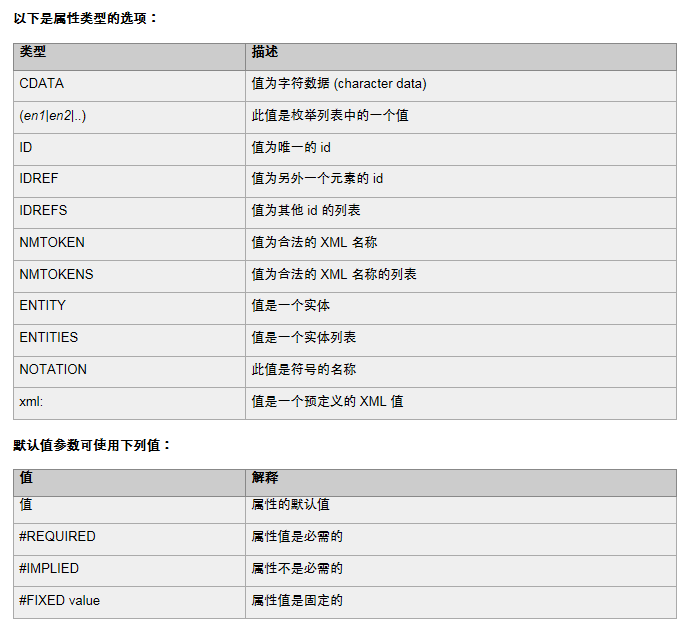 以下是属性类型的选项：
类型 描述
CDATA 值为字符数据 (character data)
(en1|en2|..) 此值是枚举列表中的一个值
ID 值为唯一的 id
IDREF 值为另外一个元素的 id
IDREFS 值为其他 id 的列表
NMTOKEN 值为合法的 XML 名称
NMTOKENS 值为合法的 XML 名称的列表
ENTITY 值是一个实体
ENTITIES 值是一个实体列表
NOTATION 此值是符号的名称
xml: 值是一个预定义的 XML 值
默认值参数可使用下列值：
值 解释
值 属性的默认值
#REQUIRED 属性值是必需的
#IMPLIED 属性不是必需的
#FIXED value 属性值是固定的